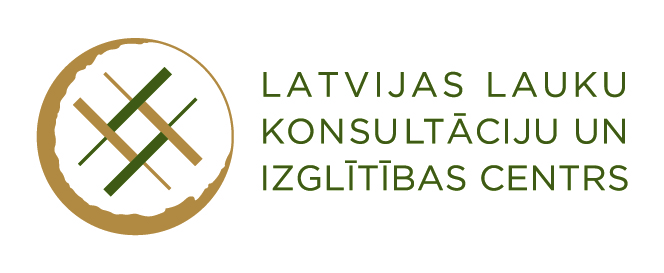 LATVIJAS LAUKU
KONSULTĀCIJU UN
IZGLĪTĪBAS CENTRS